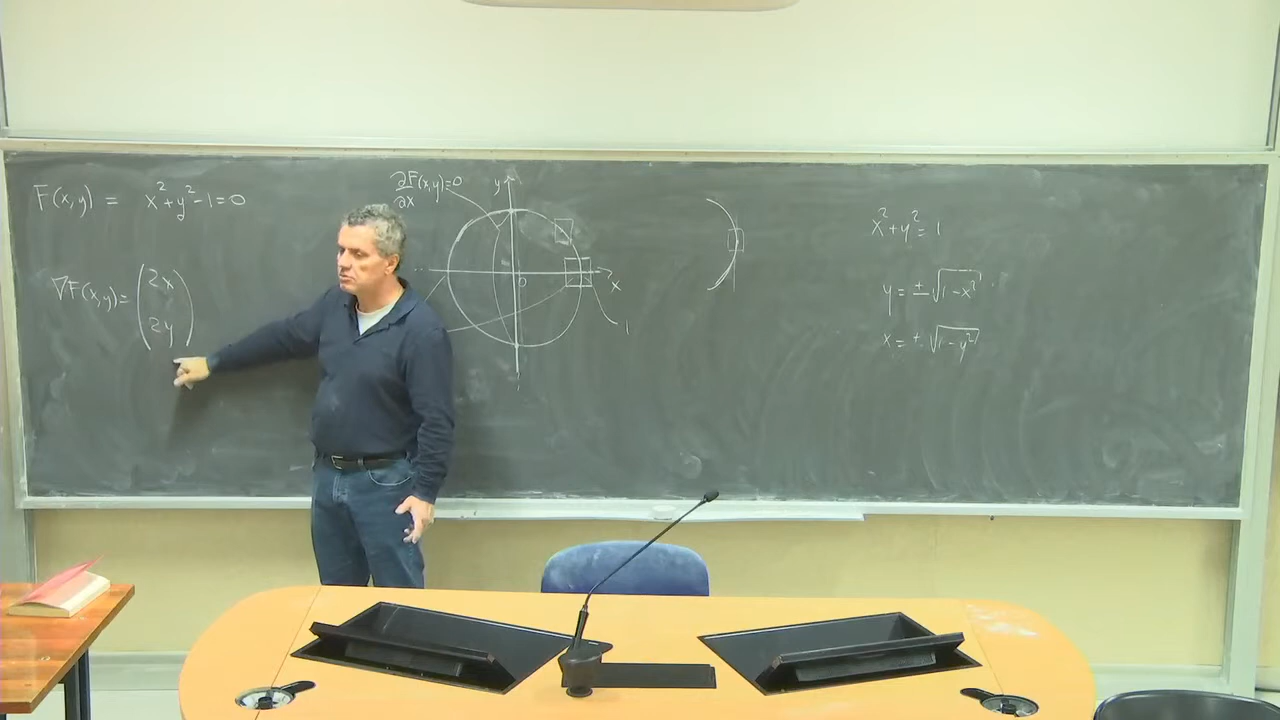 F(x,y) = x²+y²-1=0
∇F(x,y)= (2x
2y)
∂F(x,y)=0
∂x
y
x
0
1
x²+y²=1
y=±√1-x²
x=±√1-y²